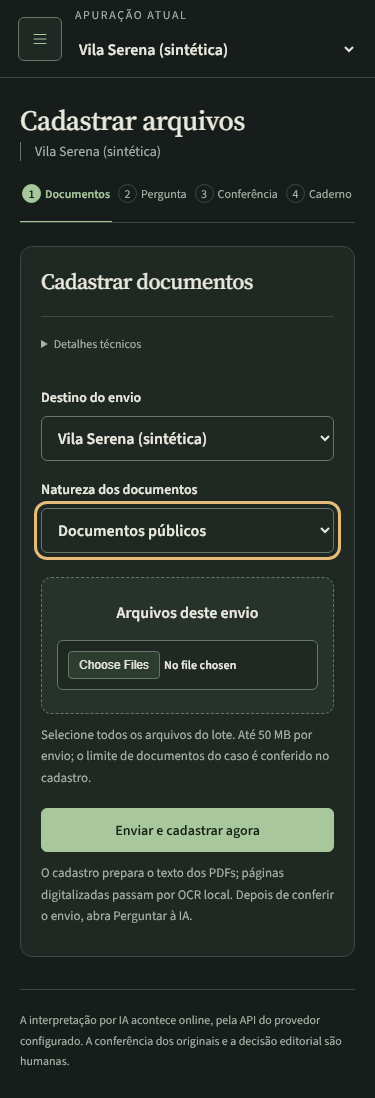 APURAÇÃO ATUAL
Vila Serena (sintética)
Cadastrar arquivos
Vila Serena (sintética)
1 Documentos 2 Pergunta 3 Conferência 4 Caderno
Cadastrar documentos
Detalhes técnicos
Destino do envio
Vila Serena (sintética)
Natureza dos documentos
Documentos públicos
Arquivos deste envio
Choose Files No file chosen
Selecione todos os arquivos do lote. Até 50 MB por
envio; o limite de documentos do caso é conferido no
cadastro.
Enviar e cadastrar agora
O cadastro prepara o texto dos PDFs; páginas
digitalizadas passam por OCR local. Depois de conferir
o envio, abra Perguntar à IA.
A interpretação por IA acontece online, pela API do provedor
configurado. A conferência dos originais e a decisão editorial são
humanas.